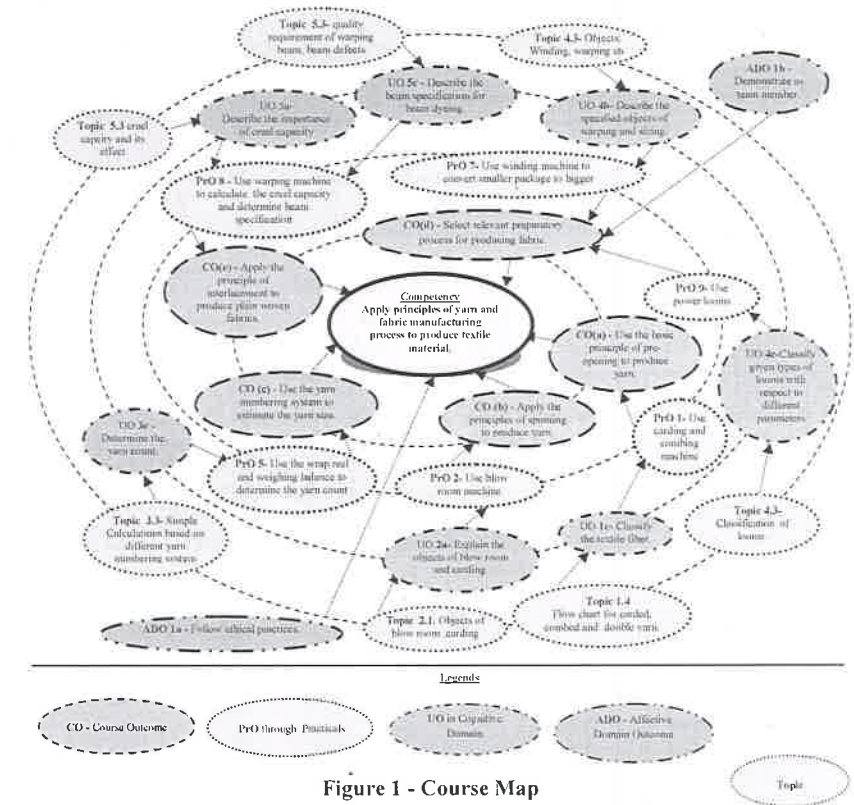 Topic 5.3- quality
requirement of warping
beam, beam defects
Topic 4.3- Objects
Winding, warping etc
ADO 1b -
Demonstrate as
team member.
UO 5c - Describe the
beam specification for
beam dyeing.
UO 5a-
Describe the importance
of creel capacity
UO 4b- Describe the
specified objects of
warping and sizing.
Topic 5.3 creel
capcity and its
effect
PrO 8 - Use warping machine
to calculate the creel capacity
and determine beam
specification
PrO 7- Use winding machine to
convert smaller package to bigger
CO(d) - Select relevant preparatory
process for producing fabric.
CO(e) - Apply the
principle of
interlacement to
produce plain woven
fabrics.
PrO 9- Use
power looms
Competency
Apply principles of yarn and
fabric manufacturing
process to produce textile
material.
CO(a) - Use the basic
principle of pre-
opening to produce
yarn.
UO 4c-Classify
given types of
looms with
respect to
different
parameters
CO (c) - Use the yarn
numbering system to
estimate the yarn size.
CO (b) - Apply the
principles of spinning
to produce yarn.
PrO 1- Use
carding and
combing
machine
UO 3c -
Determine the
yarn count.
PrO 5- Use the wrap reel
and weighing balance to
determine the yarn count
PrO 2- Use blow
room machine
Topic 3.3- Simple
Calculations based on
different yarn
numbering system
UO 2a- Explain the
objects of blow room
and carding
UO 1c- Classify
the textile fiber.
Topic 4.3-
Classification of
looms
ADO 1a - Follow ethical practices.
Topic 2.1. Objects of
blow room ,carding
Topic 1.4
Flow chart for carded,
combed and double yarn.
Legends
CO - Course Outcome
PrO through Practicals
UO in Cognitive
Domain
ADO - Affective
Domain Outcome
Topic
Figure 1 - Course Map